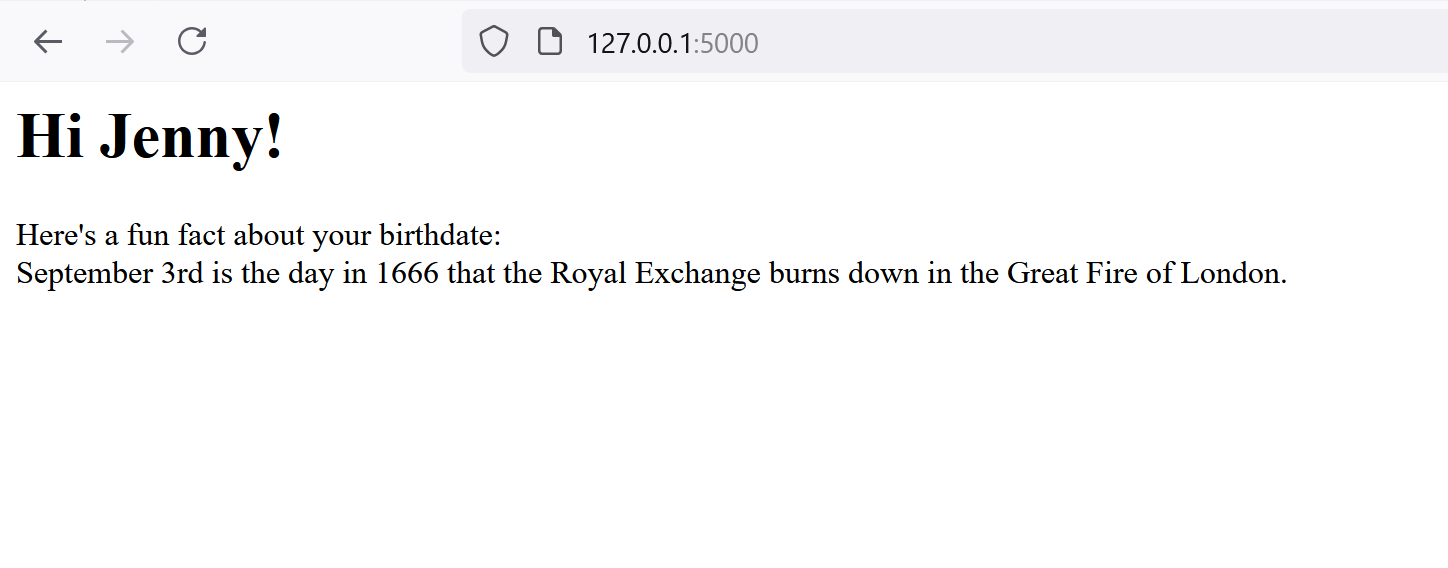 127.0.0.1:5000
Hi Jenny!
Here's a fun fact about your birthdate:
September 3rd is the day in 1666 that the Royal Exchange burns down in the Great Fire of London.